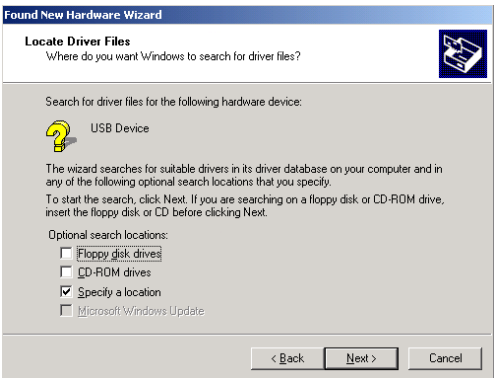 Found New Hardware Wizard
Locate Driver Files
Where do you want Windows to search for driver files?
Search for driver files for the following hardware device:
USB Device
The wizard searches for suitable drivers in its driver database on your computer and in
any of the following optional search locations that you specify.
To start the search, click Next. If you are searching on a floppy disk or CD-ROM drive,
insert the floppy disk or CD before clicking Next.
Optional search locations:
Floppy disk drives
CD-ROM drives
Specify a location
Microsoft Windows Update
< Back Next > Cancel